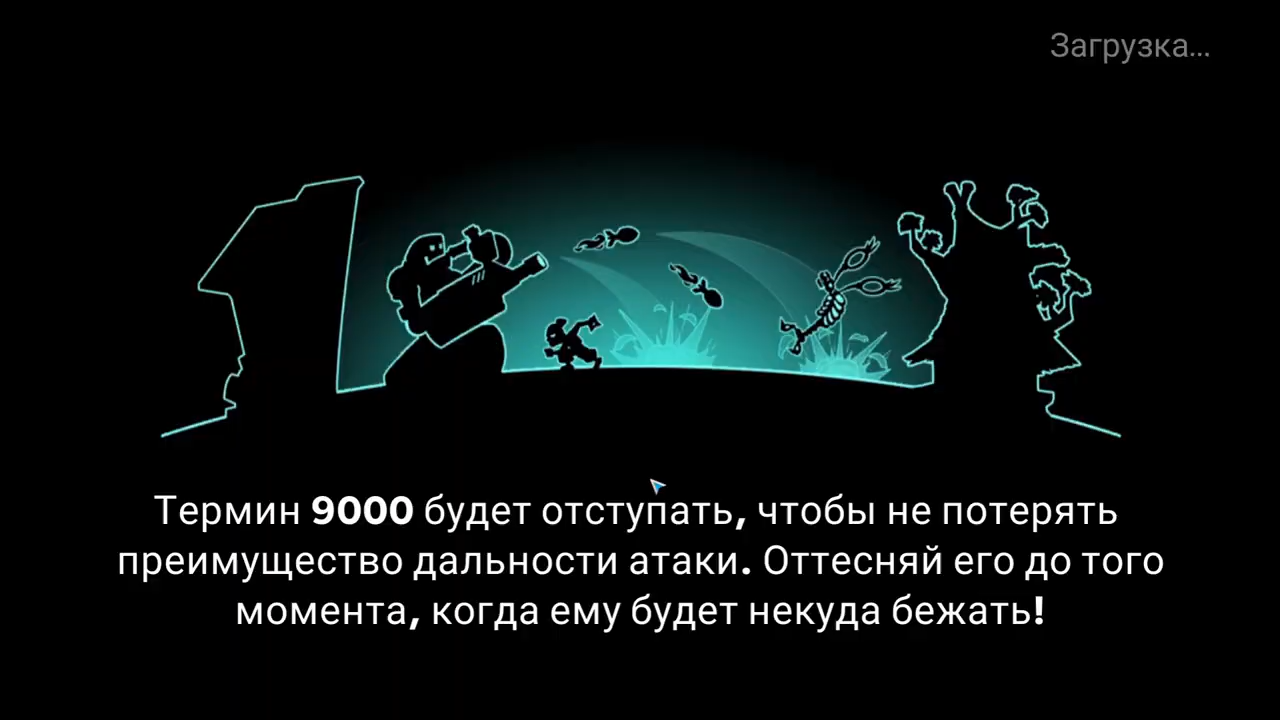 Загрузка...
Термин 9000 будет отступать, чтобы не потерять
преимущество дальности атаки. Оттесняй его до того
момента, когда ему будет некуда бежать!